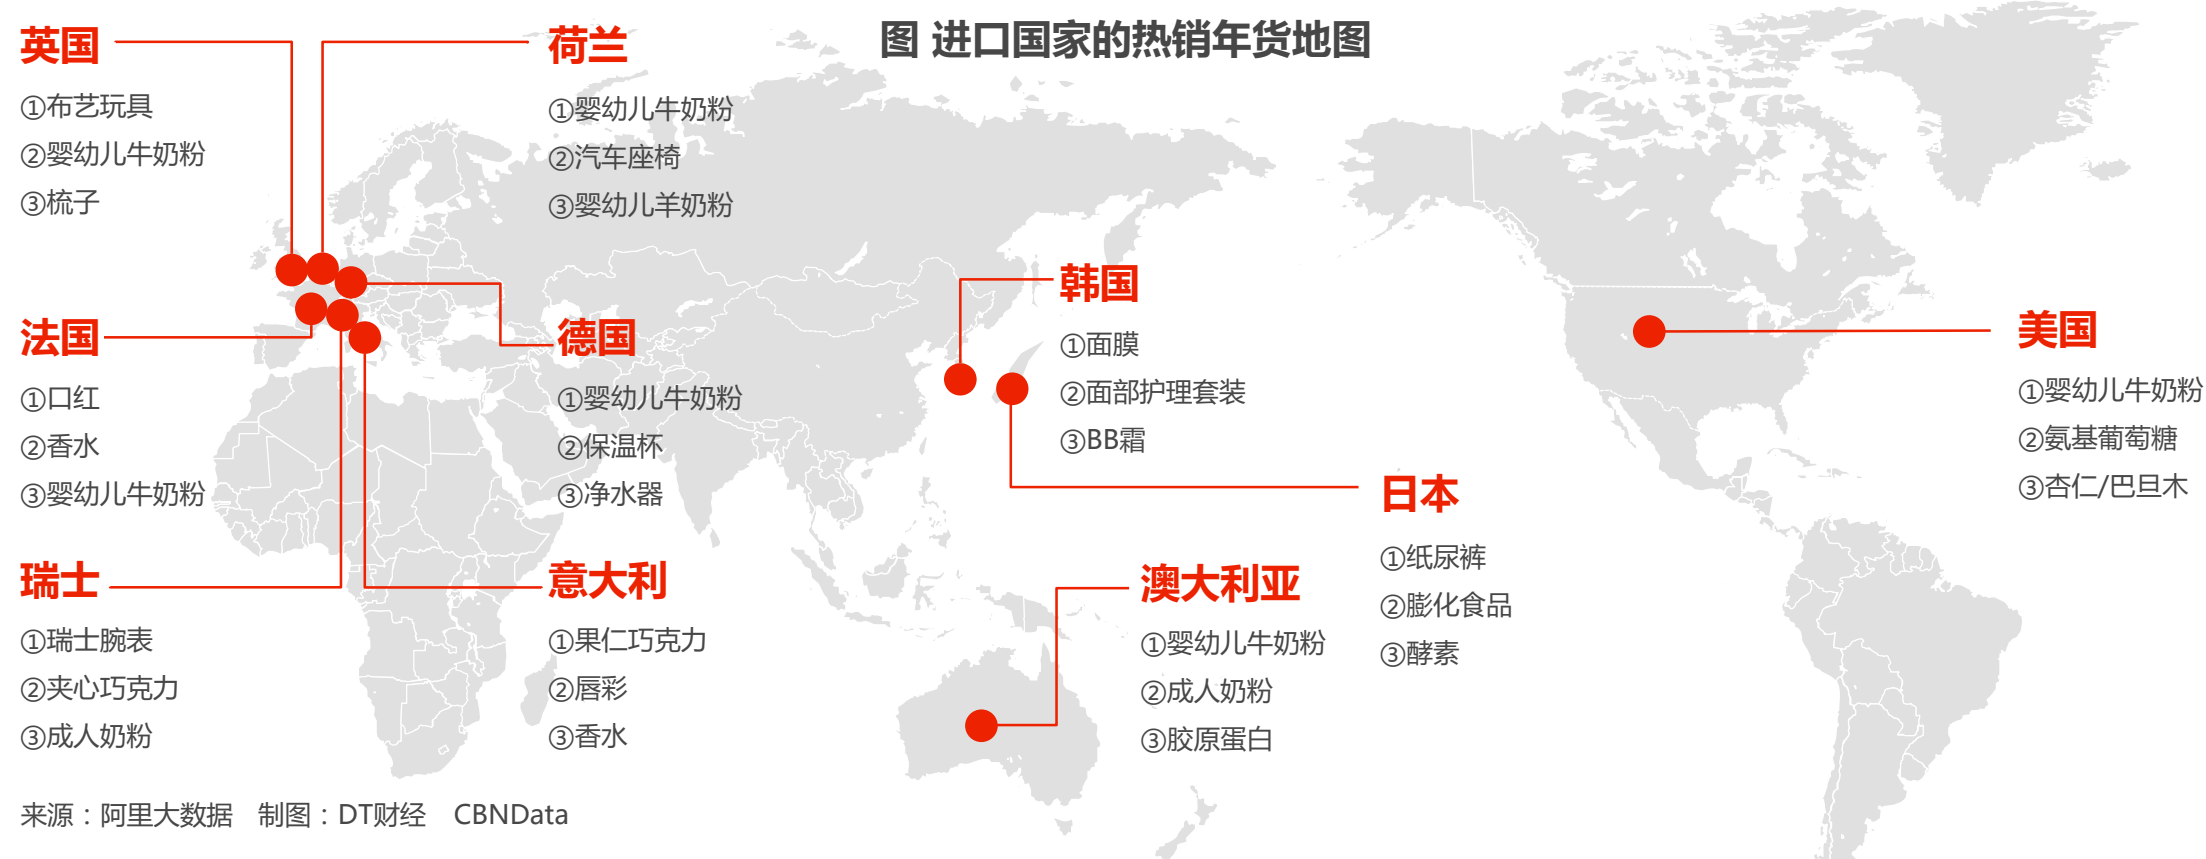 图 进口国家的热销年货地图
英国
①布艺玩具
②婴幼儿牛奶粉
③梳子
荷兰
①婴幼儿牛奶粉
②汽车座椅
③婴幼儿羊奶粉
法国
①口红
②香水
③婴幼儿牛奶粉
德国
①婴幼儿牛奶粉
②保温杯
③净水器
瑞士
①瑞士腕表
②夹心巧克力
③成人奶粉
意大利
①果仁巧克力
②唇彩
③香水
韩国
①面膜
②面部护理套装
③BB霜
日本
①纸尿裤
②膨化食品
③酵素
澳大利亚
①婴幼儿牛奶粉
②成人奶粉
③胶原蛋白
美国
①婴幼儿牛奶粉
②氨基葡萄糖
③杏仁/巴旦木
来源：阿里大数据 制图：DT财经 CBNData